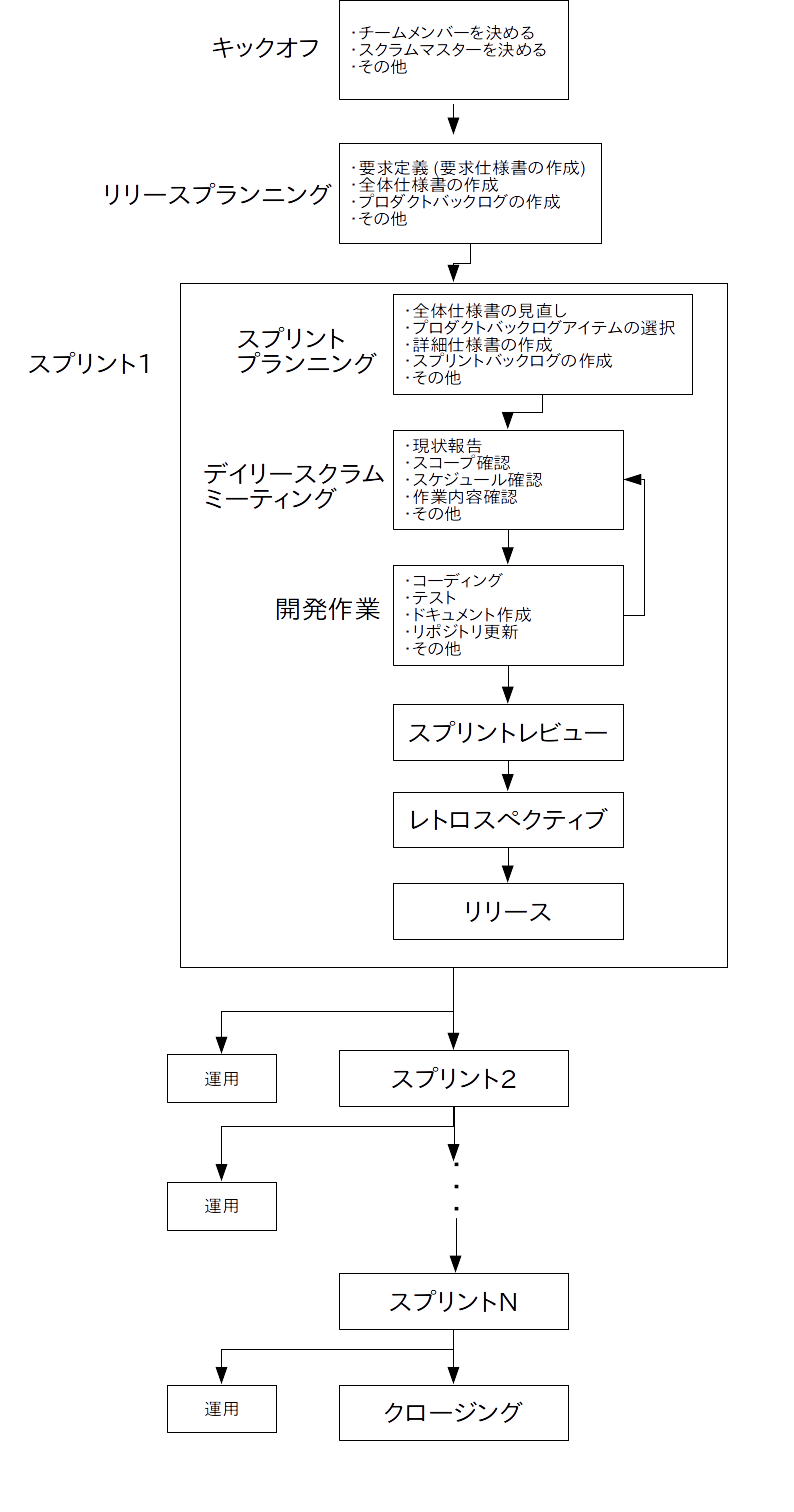 キックオフ
・チームメンバーを決める
・スクラムマスターを決める
・その他
リリースプランニング
・要求定義 (要求仕様書の作成)
・全体仕様書の作成
・プロダクトバックログの作成
・その他
スプリント1
スプリント
プランニング
・全体仕様書の見直し
・プロダクトバックログアイテムの選択
・詳細仕様書の作成
・スプリントバックログの作成
・その他
デイリースクラム
ミーティング
・現状報告
・スコープ確認
・スケジュール確認
・作業内容確認
・その他
開発作業
・コーディング
・テスト
・ドキュメント作成
・リポジトリ更新
・その他
スプリントレビュー
レトロスペクティブ
リリース
運用
スプリント2
運用
スプリントN
運用
クロージング